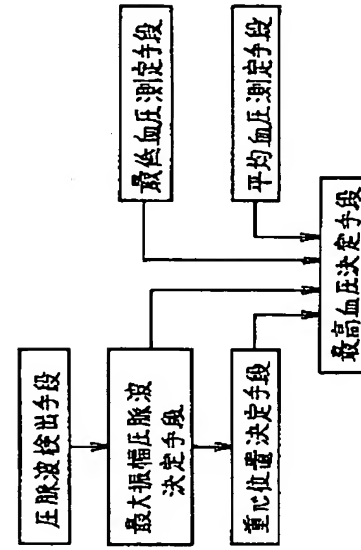 圧脈波検出手段
最大振幅圧脈波
決定手段
重心位置決定手段
最低血圧測定手段
平均血圧測定手段
最高血圧決定手段